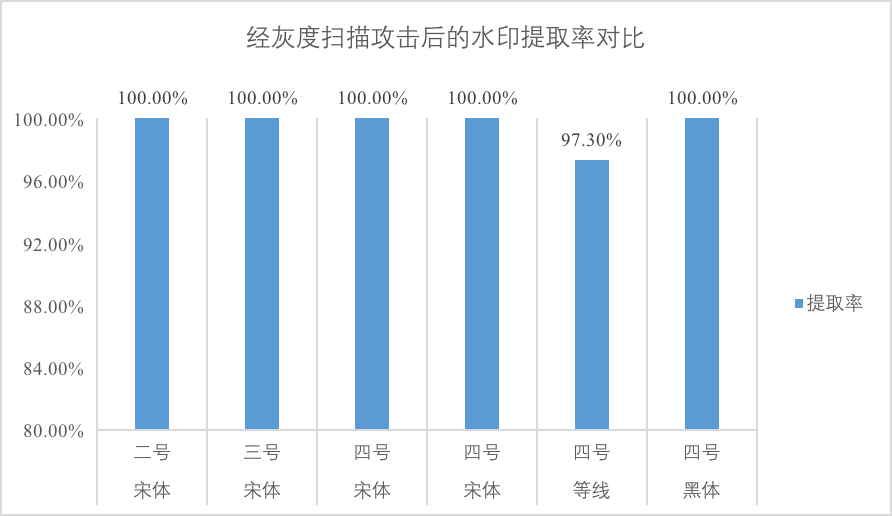 经灰度扫描攻击后的水印提取率对比
100.00% 100.00% 100.00% 100.00% 97.30% 100.00%
100.00%
96.00%
92.00%
88.00%
84.00%
80.00%
提取率
二号 三号 四号 四号 四号 四号
宋体 宋体 宋体 宋体 等线 黑体